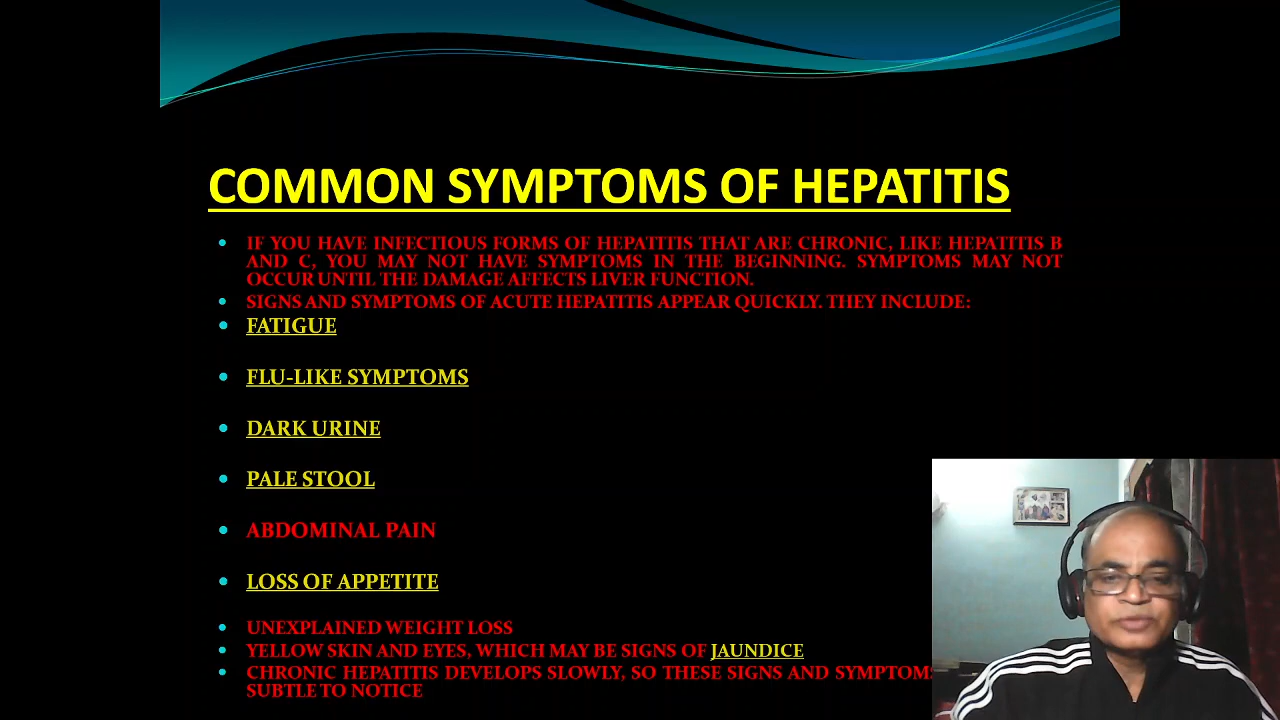 COMMON SYMPTOMS OF HEPATITIS
• IF YOU HAVE INFECTIOUS FORMS OF HEPATITIS THAT ARE CHRONIC, LIKE HEPATITIS B
AND C, YOU MAY NOT HAVE SYMPTOMS IN THE BEGINNING. SYMPTOMS MAY NOT
OCCUR UNTIL THE DAMAGE AFFECTS LIVER FUNCTION.
• SIGNS AND SYMPTOMS OF ACUTE HEPATITIS APPEAR QUICKLY. THEY INCLUDE:
• FATIGUE
• FLU-LIKE SYMPTOMS
• DARK URINE
• PALE STOOL
• ABDOMINAL PAIN
• LOSS OF APPETITE
• UNEXPLAINED WEIGHT LOSS
• YELLOW SKIN AND EYES, WHICH MAY BE SIGNS OF JAUNDICE
• CHRONIC HEPATITIS DEVELOPS SLOWLY, SO THESE SIGNS AND SYMPTOM
SUBTLE TO NOTICE